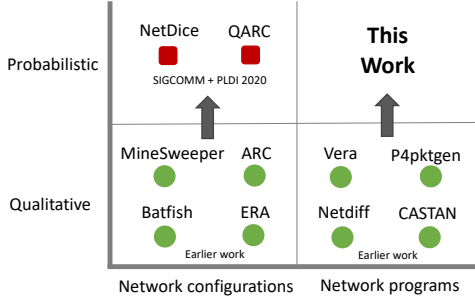 NetDice QARC
This
Work
Probabilistic
SIGCOMM + PLDI 2020
MineSweeper ARC
Vera P4pktgen
Qualitative
Batfish ERA
Netdiff CASTAN
Earlier work
Earlier work
Network configurations Network programs